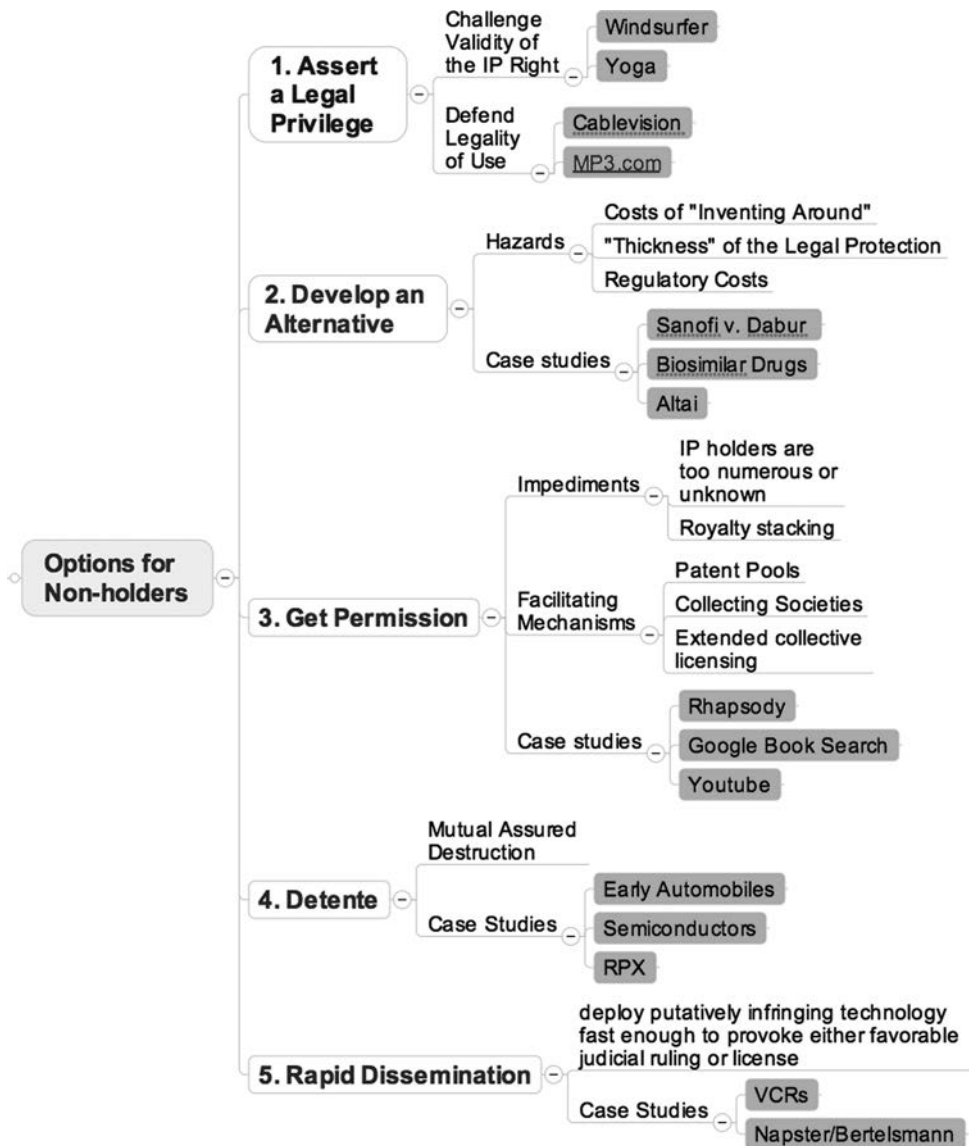 Options for
Non-holders
1. Assert
a Legal
Privilege
Challenge
Validity of
the IP Right
Windsurfer
Yoga
Defend
Legality
of Use
Cablevision
MP3.com
2. Develop an
Alternative
Hazards
Costs of "Inventing Around"
"Thickness" of the Legal Protection
Regulatory Costs
Case studies
Sanofi v. Dabur
Biosimilar Drugs
Altai
3. Get Permission
Impediments
IP holders are
too numerous or
unknown
Royalty stacking
Facilitating
Mechanisms
Patent Pools
Collecting Societies
Extended collective
licensing
Case studies
Rhapsody
Google Book Search
Youtube
4. Detente
Mutual Assured
Destruction
Case Studies
Early Automobiles
Semiconductors
RPX
5. Rapid Dissemination
deploy putatively infringing technology
fast enough to provoke either favorable
judicial ruling or license
Case Studies
VCRs
Napster/Bertelsmann